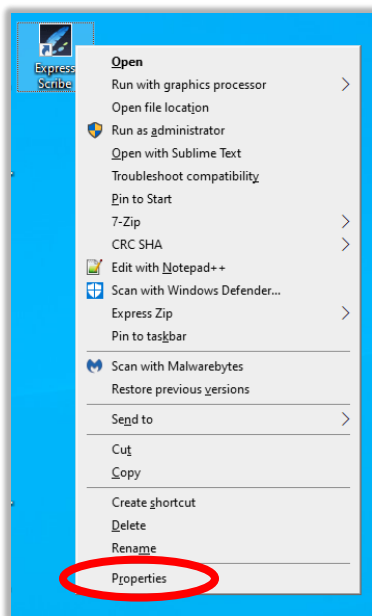 Express
Scribe
Open
Run with graphics processor
Open file location
Run as administrator
Open with Sublime Text
Troubleshoot compatibility
Pin to Start
7-Zip
CRC SHA
Edit with Notepad++
Scan with Windows Defender...
Express Zip
Pin to taskbar
Scan with Malwarebytes
Restore previous versions
Send to
Cut
Copy
Create shortcut
Delete
Rename
Properties